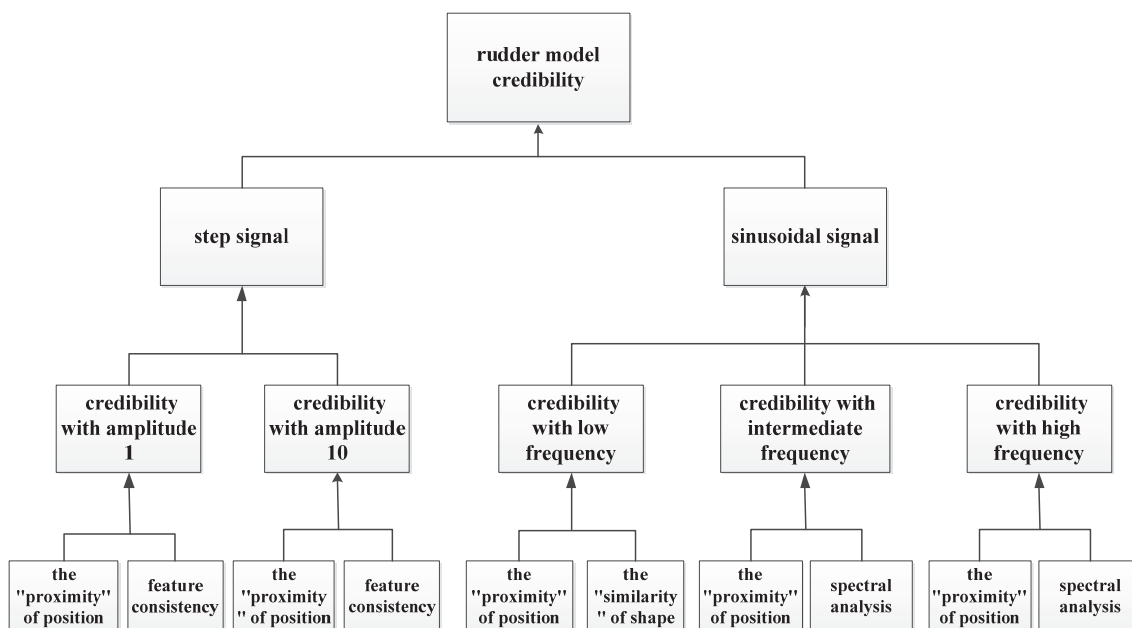 rudder model
credibility
step signal
sinusoidal signal
credibility
with amplitude
1
credibility
with amplitude
10
credibility
with low
frequency
credibility with
intermediate
frequency
credibility
with high
frequency
the
"proximity"
of position
feature
consistency
the
"proximity
" of position
feature
consistency
the
"proximity"
of position
the
"similarity
" of shape
the
"proximity"
of position
spectral
analysis
the
"proximity"
of position
spectral
analysis